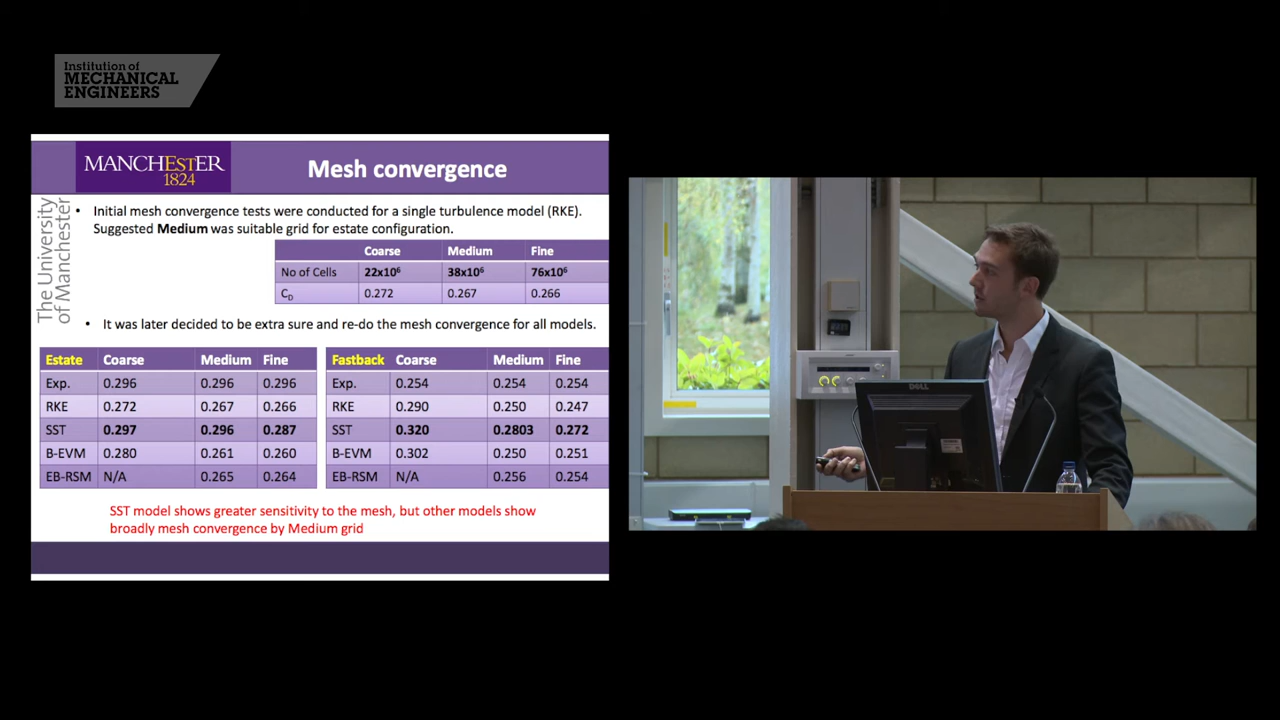 Institution of
MECHANICAL
ENGINEERS
MANCHESTER
1824
Mesh convergence
The University
of Manchester
• Initial mesh convergence tests were conducted for a single turbulence model (RKE).
Suggested Medium was suitable grid for estate configuration.
Coarse Medium Fine
No of Cells 22x10⁶ 38x10⁶ 76x10⁶
C_D 0.272 0.267 0.266
• It was later decided to be extra sure and re-do the mesh convergence for all models.
Estate Coarse Medium Fine
Exp. 0.296 0.296 0.296
RKE 0.272 0.267 0.266
SST 0.297 0.296 0.287
B-EVM 0.280 0.261 0.260
EB-RSM N/A 0.265 0.264
Fastback Coarse Medium Fine
Exp. 0.254 0.254 0.254
RKE 0.290 0.250 0.247
SST 0.320 0.2803 0.272
B-EVM 0.302 0.250 0.251
EB-RSM N/A 0.256 0.254
SST model shows greater sensitivity to the mesh, but other models show
broadly mesh convergence by Medium grid
DELL